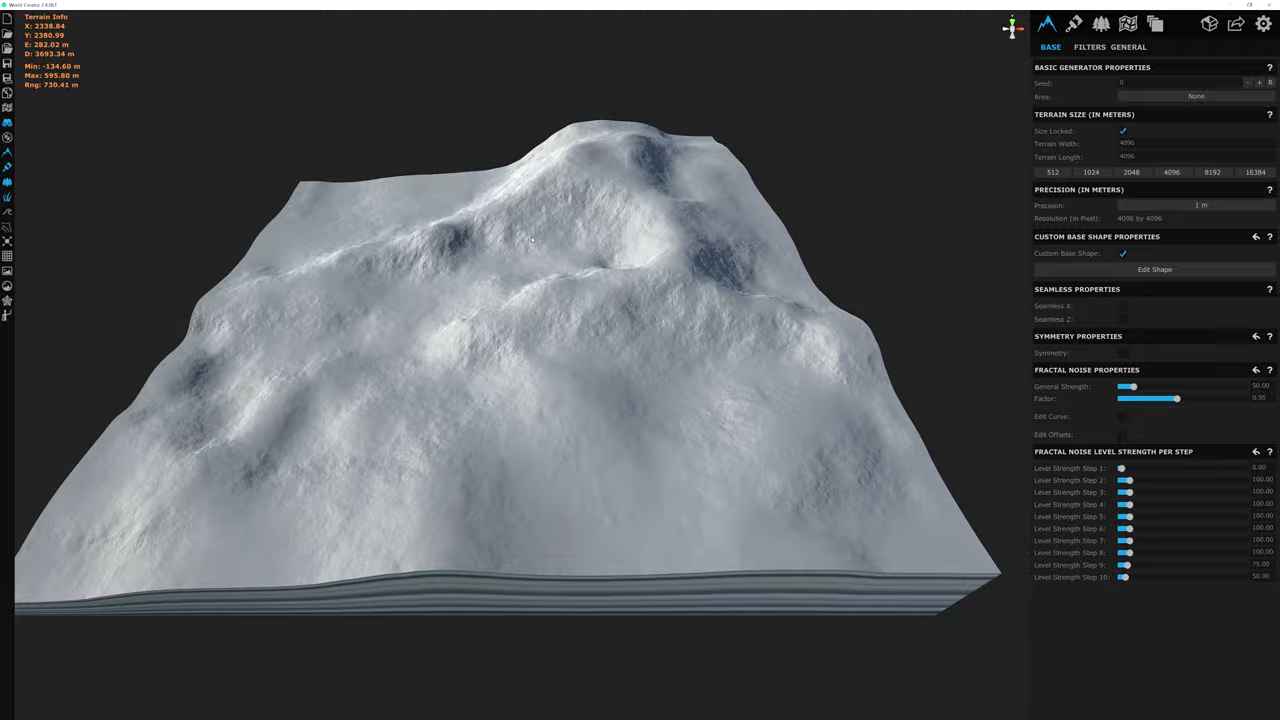 World Creator 2.4.0b1
Terrain Info
X: 2338.84
Y: 2380.99
E: 282.02 m
D: 3693.34 m
Min: -134.60 m
Max: 595.80 m
Rng: 730.41 m
BASE FILTERS GENERAL
BASIC GENERATOR PROPERTIES ?
Seed: 0 - + R
Area: None
TERRAIN SIZE (IN METERS) ?
Size Locked:
Terrain Width: 4096
Terrain Length: 4096
512 1024 2048 4096 8192 16384
PRECISION (IN METERS) ?
Precision: 1 m
Resolution (in Pixel): 4096 by 4096
CUSTOM BASE SHAPE PROPERTIES ?
Custom Base Shape:
Edit Shape
SEAMLESS PROPERTIES ?
Seamless X:
Seamless Z:
SYMMETRY PROPERTIES ?
Symmetry:
FRACTAL NOISE PROPERTIES ?
General Strength: 50.00
Factor: 0.95
Edit Curve:
Edit Offsets:
FRACTAL NOISE LEVEL STRENGTH PER STEP ?
Level Strength Step 1: 0.00
Level Strength Step 2: 100.00
Level Strength Step 3: 100.00
Level Strength Step 4: 100.00
Level Strength Step 5: 100.00
Level Strength Step 6: 100.00
Level Strength Step 7: 100.00
Level Strength Step 8: 100.00
Level Strength Step 9: 75.00
Level Strength Step 10: 50.00